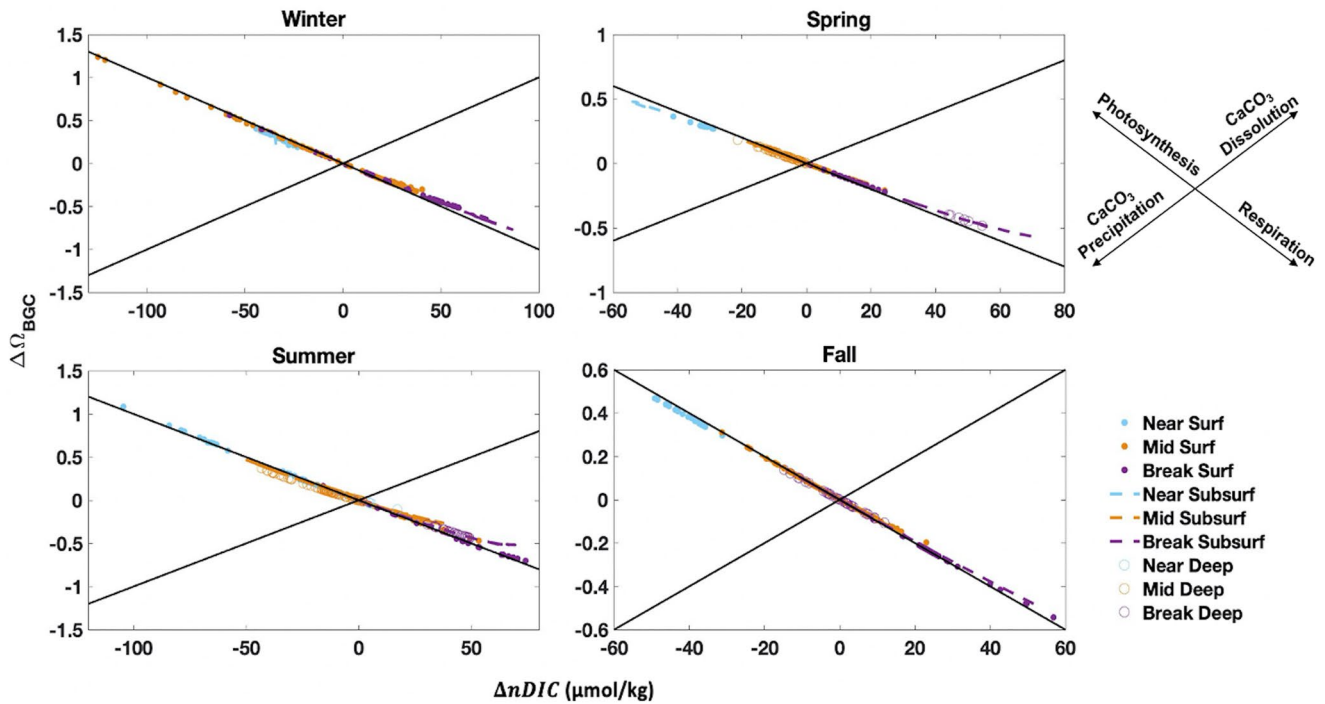 Winter
1.5
1
0.5
0
-0.5
-1
-1.5
-100
-50
0
50
100
Spring
1
0.5
0
-0.5
-1
-60
-40
-20
0
20
40
60
80
Photosynthesis
CaCO3
Dissolution
CaCO3
Precipitation
Respiration
ΔΩBGC
Summer
1.5
1
0.5
0
-0.5
-1
-1.5
-100
-50
0
50
Fall
0.6
0.4
0.2
0
-0.2
-0.4
-0.6
-60
-40
-20
0
20
40
60
Near Surf
Mid Surf
Break Surf
Near Subsurf
Mid Subsurf
Break Subsurf
Near Deep
Mid Deep
Break Deep
ΔnDIC (μmol/kg)